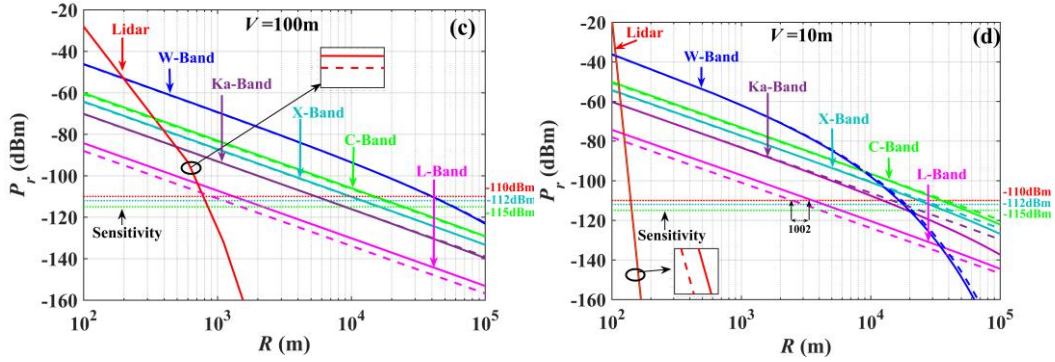 V=100m
(c)
Lidar
W-Band
Ka-Band
X-Band
C-Band
L-Band
-110dBm
-112dBm
-115dBm
Sensitivity
-20
-40
-60
-80
-100
-120
-140
-160
P_r (dBm)
10^2
10^3
10^4
10^5
R (m)
V=10m
(d)
Lidar
W-Band
Ka-Band
X-Band
C-Band
L-Band
-110dBm
-112dBm
-115dBm
1002
Sensitivity
-20
-40
-60
-80
-100
-120
-140
-160
P_r (dBm)
10^2
10^3
10^4
10^5
R (m)